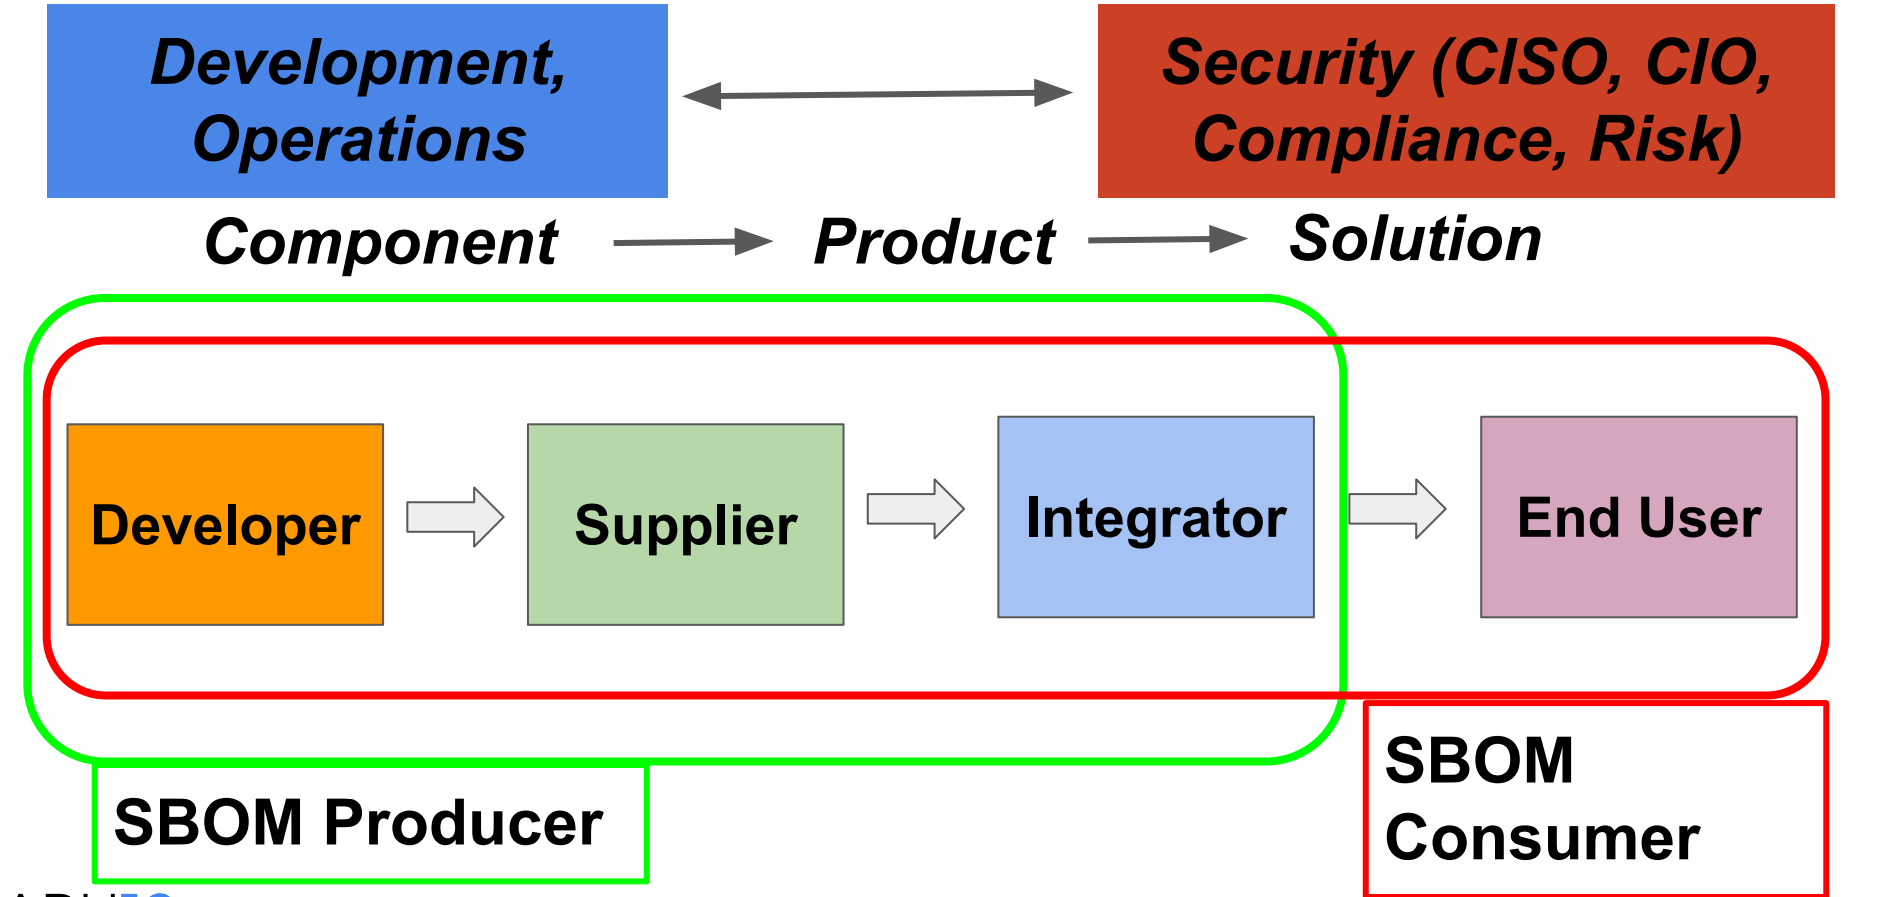 Development,
Operations
Security (CISO, CIO,
Compliance, Risk)
Component
Product
Solution
Developer
Supplier
Integrator
End User
SBOM Producer
SBOM
Consumer